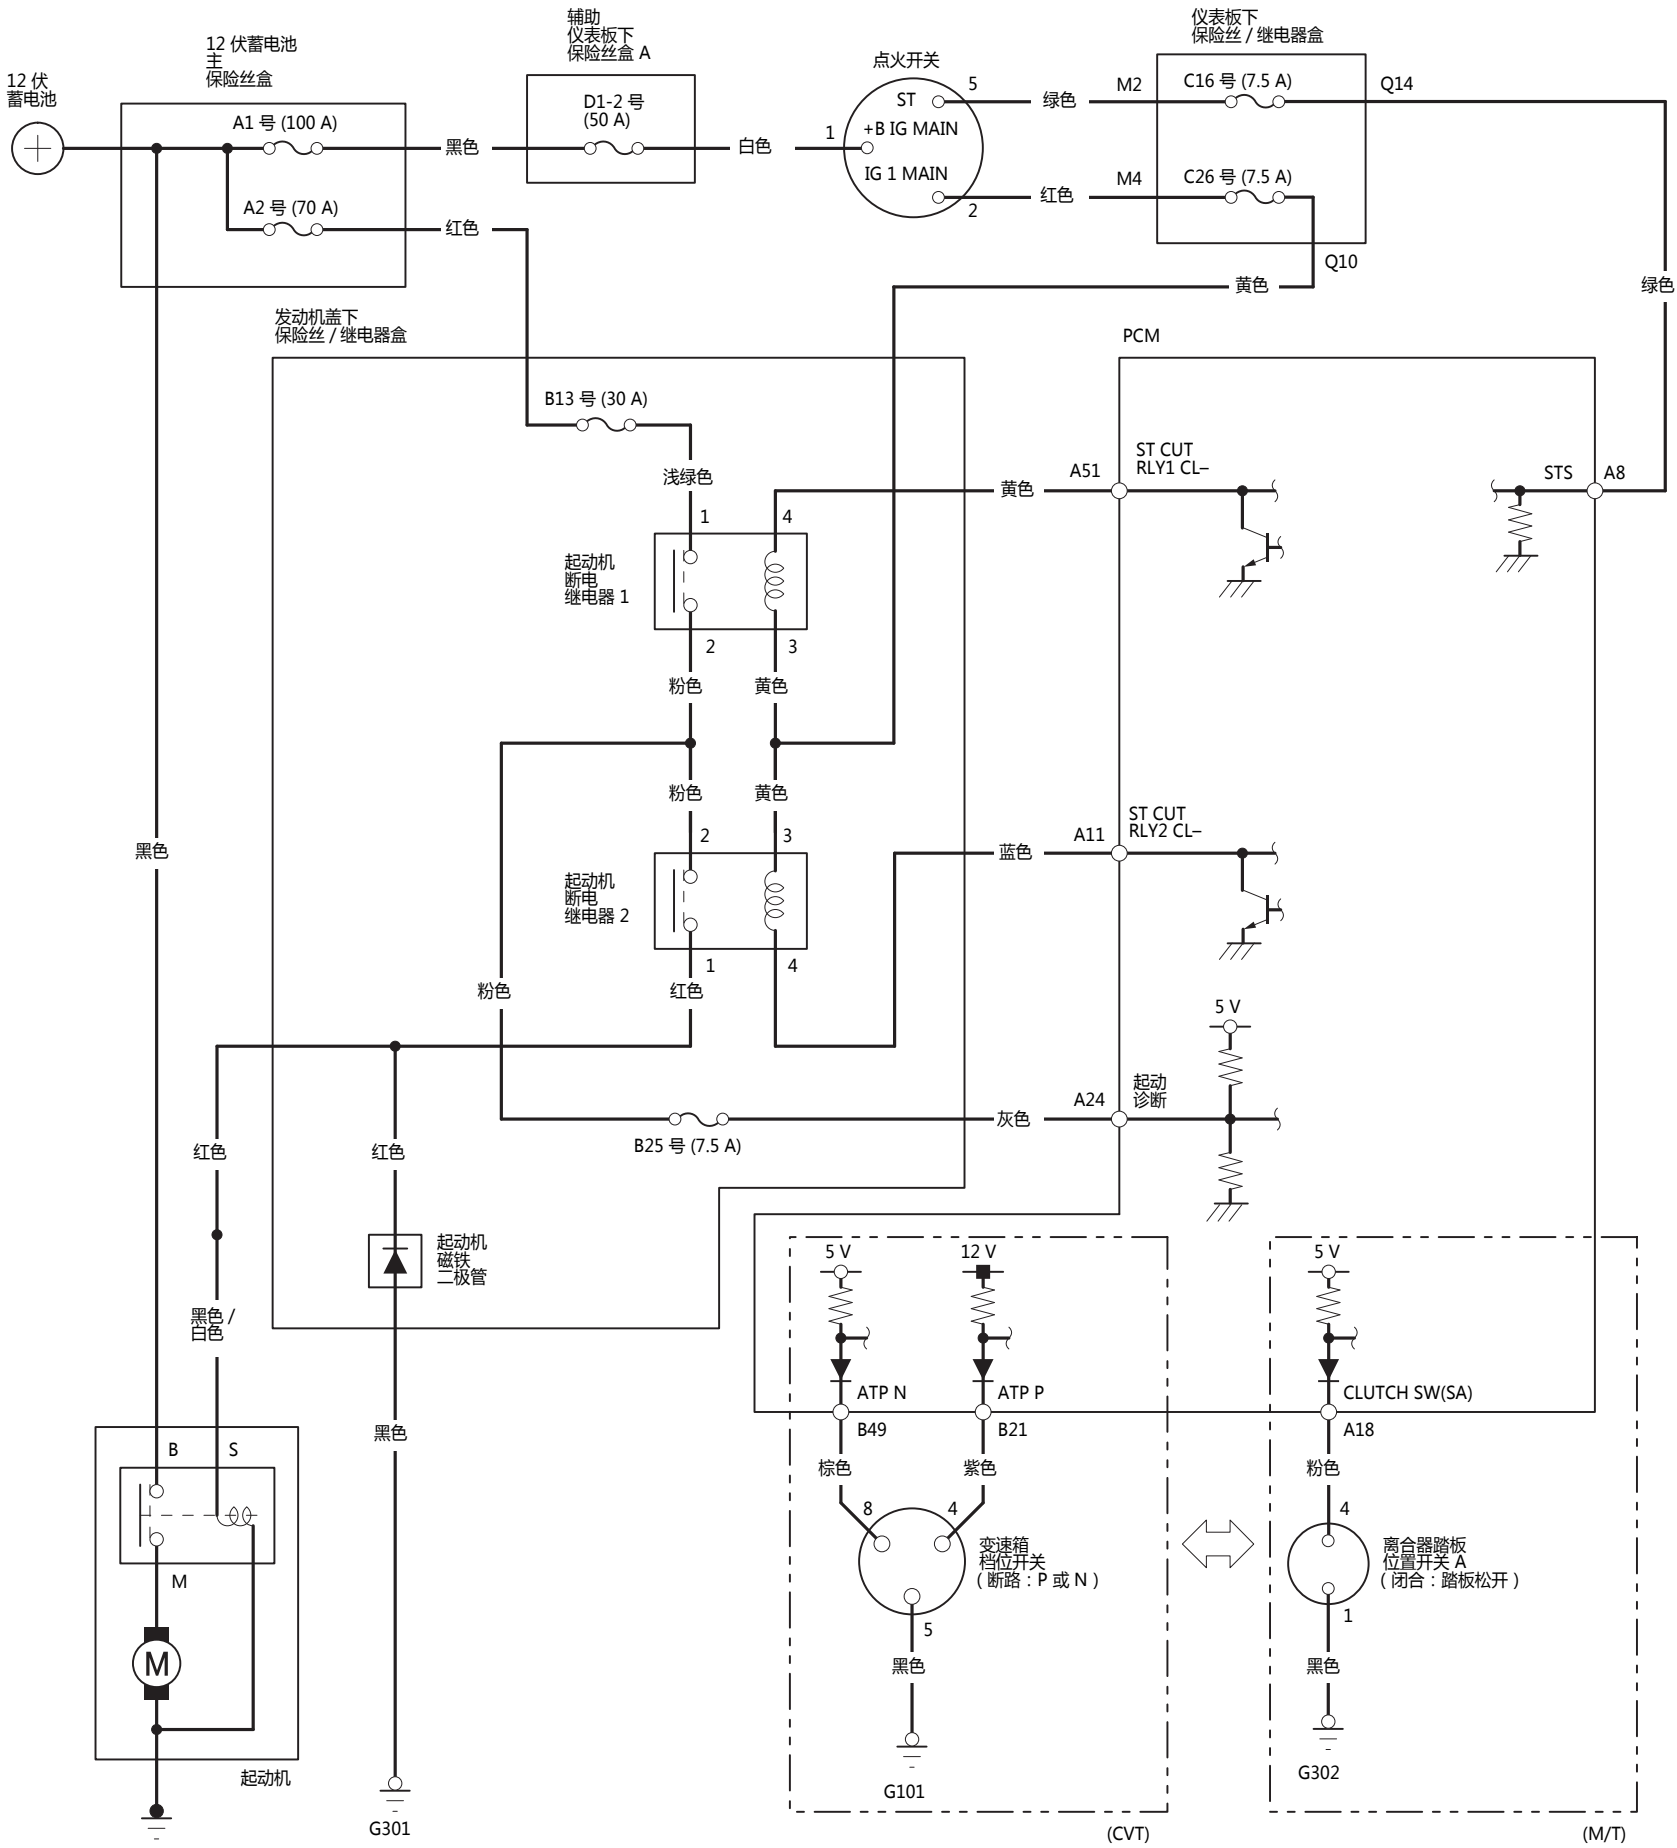 辅助
仪表板下
保险丝盒 A
仪表板下
保险丝 / 继电器盒
12 伏蓄电池
主
保险丝盒
点火开关
12 伏
蓄电池
D1-2 号
(50 A)
A1 号 (100 A)
ST
5
绿色
M2
C16 号 (7.5 A)
Q14
黑色
白色
1
+B IG MAIN
IG 1 MAIN
2
红色
M4
C26 号 (7.5 A)
A2 号 (70 A)
红色
Q10
黄色
绿色
发动机盖下
保险丝 / 继电器盒
PCM
B13 号 (30 A)
浅绿色
黄色
A51
ST CUT
RLY1 CL–
STS
A8
1
4
起动机
断电
继电器 1
2
3
粉色
黄色
粉色
黄色
2
3
黑色
蓝色
A11
ST CUT
RLY2 CL–
起动机
断电
继电器 2
1
4
粉色
红色
5 V
A24
起动
诊断
灰色
B25 号 (7.5 A)
红色
红色
起动机
磁铁
二极管
5 V
12 V
5 V
黑色 /
白色
ATP N
ATP P
CLUTCH SW(SA)
B49
B21
A18
黑色
B
S
棕色
紫色
粉色
8
4
4
变速箱
档位开关
( 断路 : P 或 N )
离合器踏板
位置开关 A
( 闭合 : 踏板松开 )
M
5
1
M
黑色
黑色
起动机
G301
G101
G302
(CVT)
(M/T)